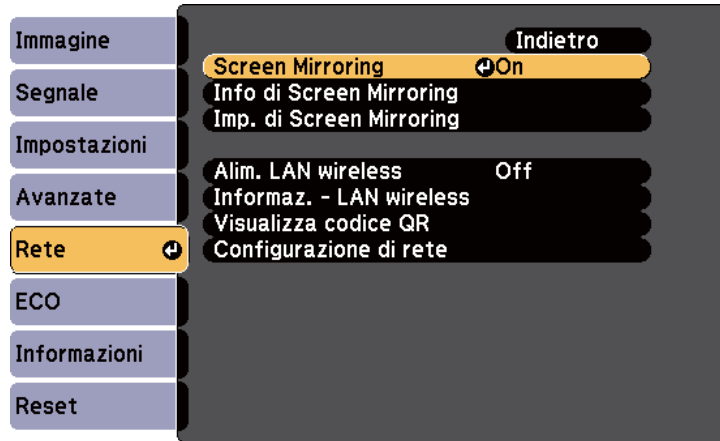 Immagine
Segnale
Impostazioni
Avanzate
Rete
ECO
Informazioni
Reset
Indietro
Screen Mirroring On
Info di Screen Mirroring
Imp. di Screen Mirroring
Alim. LAN wireless Off
Informaz. - LAN wireless
Visualizza codice QR
Configurazione di rete